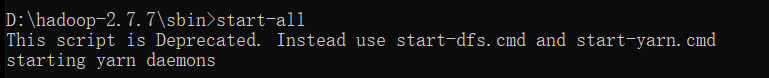 D:\hadoop-2.7.7\sbin>start-all
This script is Deprecated. Instead use start-dfs.cmd and start-yarn.cmd
starting yarn daemons